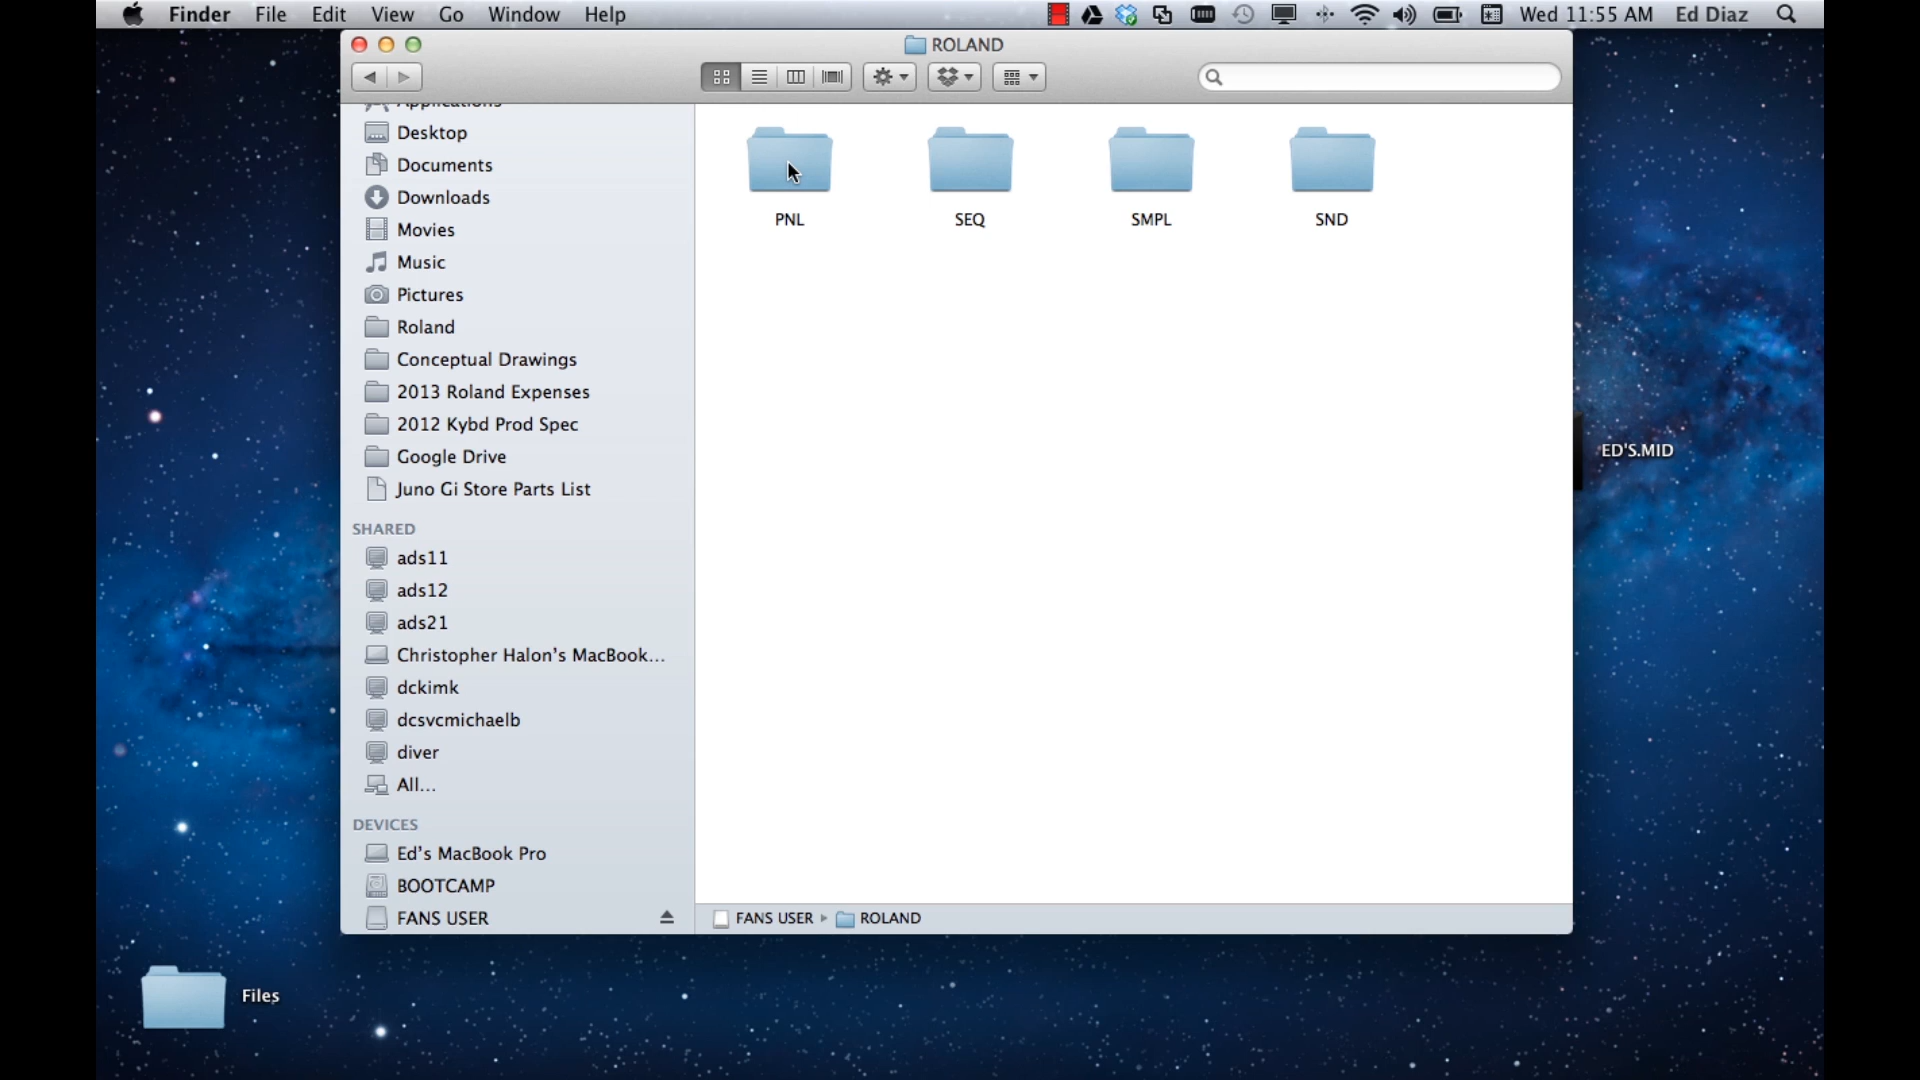 Finder File Edit View Go Window Help Wed 11:55 AM Ed Diaz
ROLAND
Applications
Desktop
Documents
Downloads
Movies
Music
Pictures
Roland
Conceptual Drawings
2013 Roland Expenses
2012 Kybd Prod Spec
Google Drive
Juno Gi Store Parts List
SHARED
ads11
ads12
ads21
Christopher Halon's MacBook...
dckimk
dcsvcmichaelb
diver
All...
DEVICES
Ed's MacBook Pro
BOOTCAMP
FANS USER
PNL SEQ SMPL SND
FANS USER ROLAND
ED'S.MID
Files